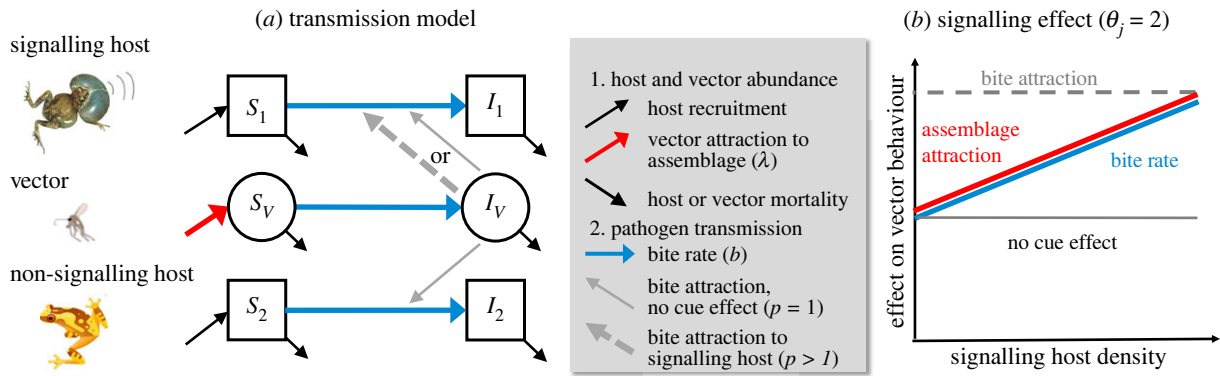 (a) transmission model
signalling host
S1
I1
or
vector
SV
IV
non-signalling host
S2
I2
1. host and vector abundance
host recruitment
vector attraction to
assemblage (λ)
host or vector mortality
2. pathogen transmission
bite rate (b)
bite attraction,
no cue effect (p = 1)
bite attraction to
signalling host (p > 1)
(b) signalling effect (θj = 2)
effect on vector behaviour
bite attraction
assemblage
attraction
bite rate
no cue effect
signalling host density